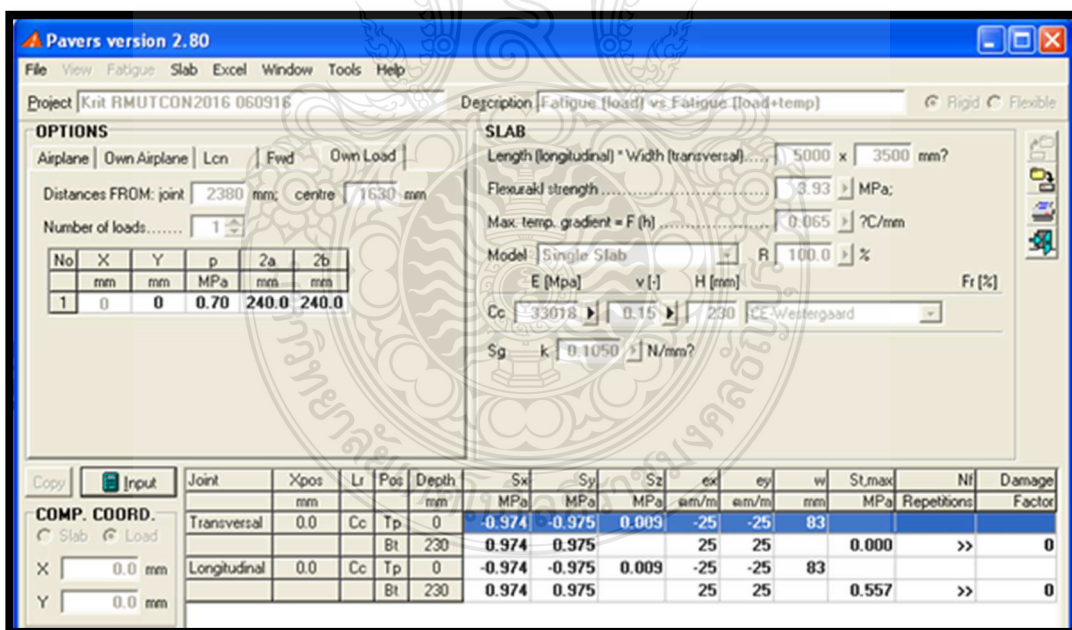 Pavers version 2.80
File View Fatigue Slab Excel Window Tools Help
Project Krit RMUTCON2016 060916 Description Fatigue (load) vs Fatigue (load+temp) Rigid Flexible
OPTIONS
Airplane Own Airplane Lcn Fwd Own Load
Distances FROM: joint 2380 mm; centre 1630 mm
Number of loads....... 1
No X Y p 2a 2b
mm mm MPa mm mm
1 0 0 0.70 240.0 240.0
SLAB
Length (longitudinal) * Width (transversal)..... 5000 x 3500 mm?
Flexurakl strength ................................ 3.93 MPa;
Max. temp. gradient = F (h) ..................... 0.065 ?C/mm
Model Single Slab R 100.0 %
E [Mpa] v [-] H [mm] Fr [%]
Cc 33018 0.15 230 CE-Westergaard
Sg k 0.1050 N/mm?
Copy Input
COMP. COORD.
Slab Load
X 0.0 mm
Y 0.0 mm
Joint Xpos Lr Pos Depth Sx Sy Sz ex ey w St,max Nf Damage
mm mm MPa MPa MPa ฒm/m ฒm/m mm MPa Repetitions Factor
Transversal 0.0 Cc Tp 0 -0.974 -0.975 0.009 -25 -25 83
Bt 230 0.974 0.975 25 25 0.000 >> 0
Longitudinal 0.0 Cc Tp 0 -0.974 -0.975 0.009 -25 -25 83
Bt 230 0.974 0.975 25 25 0.557 >> 0